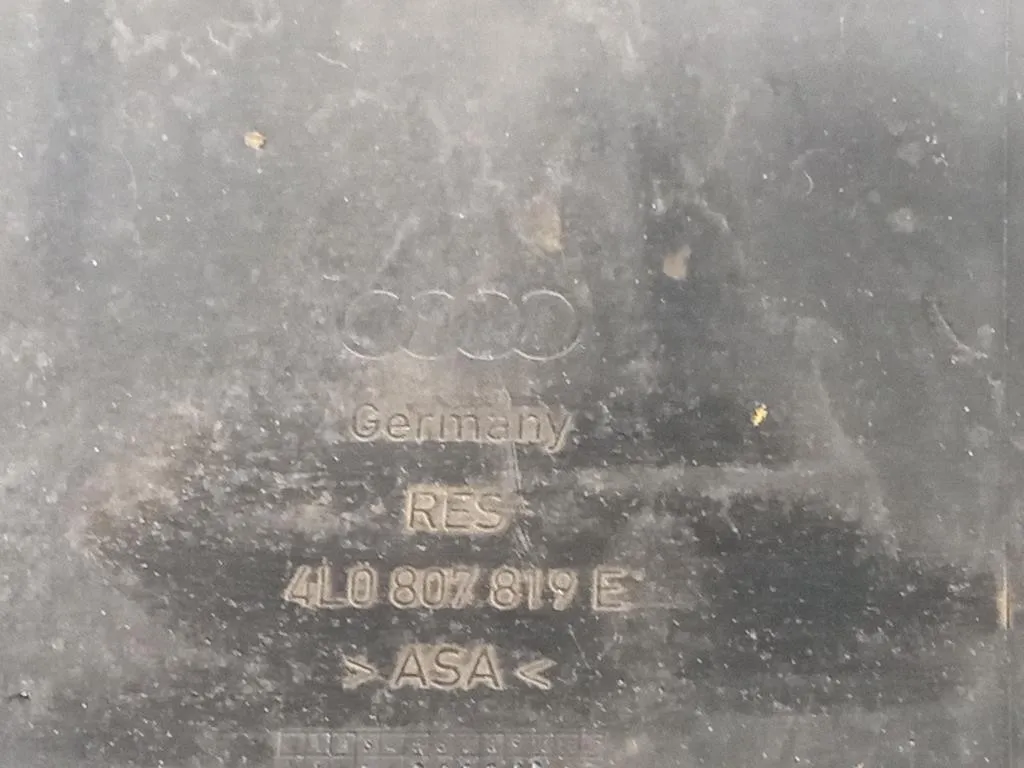 Germany
RES
4L0 807 819 E
> ASA <